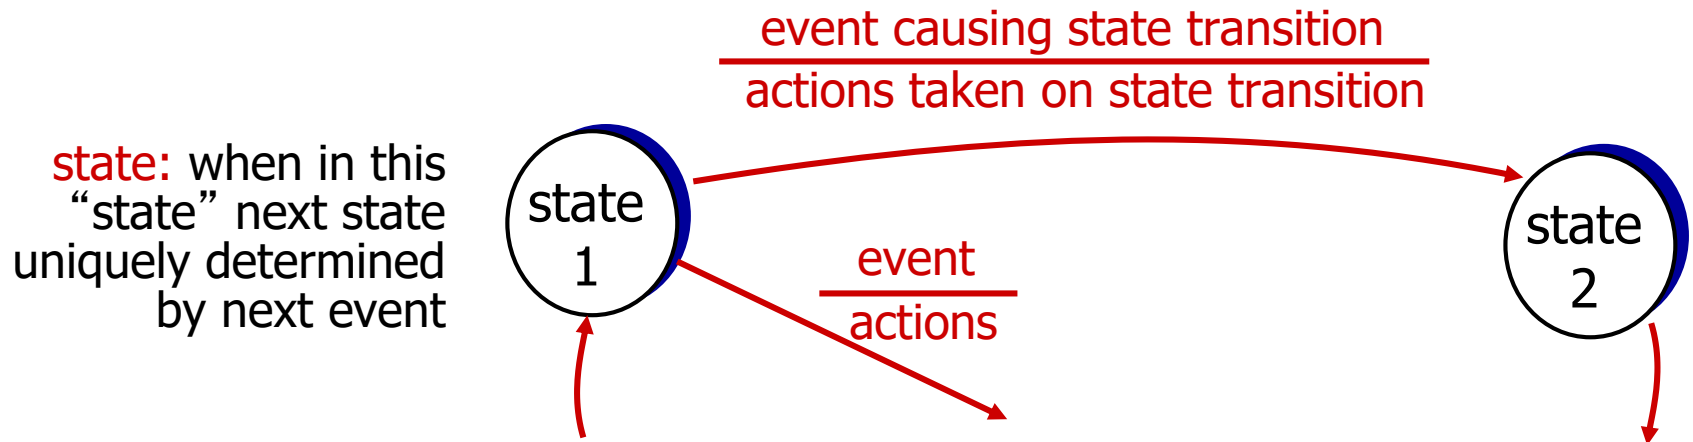 event causing state transition
actions taken on state transition
state: when in this
“state” next state
uniquely determined
by next event
state
1
event
actions
state
2